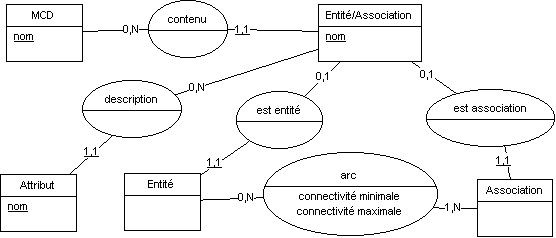 MCD
nom
0,N
contenu
1,1
Entité/Association
nom
0,N
0,1
0,1
description
est entité
est association
1,1
1,1
1,1
Attribut
nom
Entité
0,N
arc
connectivité minimale
connectivité maximale
1,N
Association